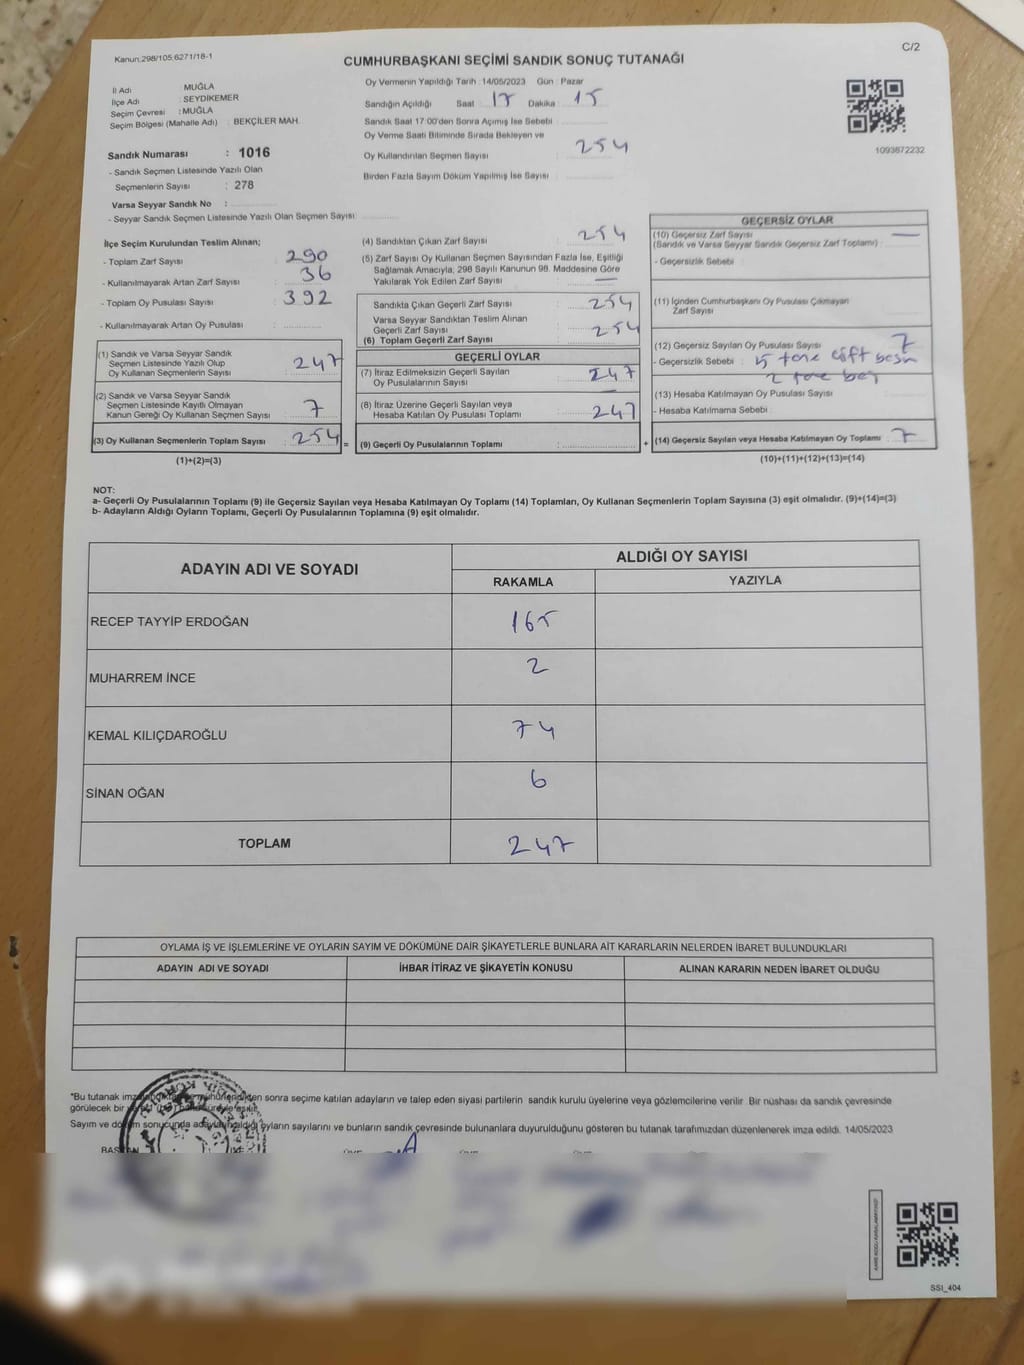 Kanun:298/105;6271/18-1
C/2
CUMHURBAŞKANI SEÇİMİ SANDIK SONUÇ TUTANAĞI
İl Adı : MUĞLA
İlçe Adı : SEYDİKEMER
Seçim Çevresi : MUĞLA
Seçim Bölgesi (Mahalle Adı) : BEKÇİLER MAH.
Sandık Numarası : 1016
- Sandık Seçmen Listesinde Yazılı Olan
Seçmenlerin Sayısı : 278
Varsa Seyyar Sandık No :
- Seyyar Sandık Seçmen Listesinde Yazılı Olan Seçmen Sayısı
Oy Vermenin Yapıldığı Tarih : 14/05/2023 Gün : Pazar
Sandığın Açıldığı Saat 17 Dakika 15
Sandık Saat 17:00'den Sonra Açımış İse Sebebi
Oy Verme Saati Bitiminde Sırada Bekleyen ve
Oy Kullandırılan Seçmen Sayısı : 254
Birden Fazla Sayım Döküm Yapılmış İse Sayısı :
1093872232
İlçe Seçim Kurulundan Teslim Alınan;
- Toplam Zarf Sayısı : 290
- Kullanılmayarak Artan Zarf Sayısı : 36
- Toplam Oy Pusulası Sayısı : 392
- Kullanılmayarak Artan Oy Pusulası :
(1) Sandık ve Varsa Seyyar Sandık
Seçmen Listesinde Yazılı Olup
Oy Kullanan Seçmenlerin Sayısı : 247
(2) Sandık ve Varsa Seyyar Sandık
Seçmen Listesinde Kayıtlı Olmayan
Kanun Gereği Oy Kullanan Seçmen Sayısı : 7
(3) Oy Kullanan Seçmenlerin Toplam Sayısı : 254
(1)+(2)=(3)
(4) Sandıktan Çıkan Zarf Sayısı : 254
(5) Zarf Sayısı Oy Kullanan Seçmen Sayısından Fazla İse, Eşitliği
Sağlamak Amacıyla, 298 Sayılı Kanunun 98. Maddesine Göre
Yakılarak Yok Edilen Zarf Sayısı : —
Sandıkta Çıkan Geçerli Zarf Sayısı : 254
Varsa Seyyar Sandıktan Teslim Alınan
Geçerli Zarf Sayısı : 254
(6) Toplam Geçerli Zarf Sayısı
GEÇERLİ OYLAR
(7) İtiraz Edilmeksizin Geçerli Sayılan
Oy Pusulalarının Sayısı : 247
(8) İtiraz Üzerine Geçerli Sayılan veya
Hesaba Katılan Oy Pusulası Toplamı : 247
= (9) Geçerli Oy Pusulalarının Toplamı :
GEÇERSİZ OYLAR
(10) Geçersiz Zarf Sayısı —
(Sandık ve Varsa Seyyar Sandık Geçersiz Zarf Toplamı) :
- Geçersizlik Sebebi :
(11) İçinden Cumhurbaşkanı Oy Pusulası Çıkmayan
Zarf Sayısı :
(12) Geçersiz Sayılan Oy Pusulası Sayısı : 7
- Geçersizlik Sebebi : 5 tane çift
2 tane
(13) Hesaba Katılmayan Oy Pusulası Sayısı :
- Hesaba Katılmama Sebebi :
+ (14) Geçersiz Sayılan veya Hesaba Katılmayan Oy Toplamı : 7
(10)+(11)+(12)+(13)=(14)
NOT:
a- Geçerli Oy Pusulalarının Toplamı (9) ile Geçersiz Sayılan veya Hesaba Katılmayan Oy Toplamı (14) Toplamları, Oy Kullanan Seçmenlerin Toplam Sayısına (3) eşit olmalıdır. (9)+(14)=(3)
b- Adayların Aldığı Oyların Toplamı, Geçerli Oy Pusulalarının Toplamına (9) eşit olmalıdır.
ADAYIN ADI VE SOYADI
ALDIĞI OY SAYISI
RAKAMLA YAZIYLA
RECEP TAYYİP ERDOĞAN 165
MUHARREM İNCE 2
KEMAL KILIÇDAROĞLU 74
SİNAN OĞAN 6
TOPLAM 247
OYLAMA İŞ VE İŞLEMLERİNE VE OYLARIN SAYIM VE DÖKÜMÜNE DAİR ŞİKAYETLERLE BUNLARA AİT KARARLARIN NELERDEN İBARET BULUNDUKLARI
ADAYIN ADI VE SOYADI İHBAR İTİRAZ VE ŞİKAYETİN KONUSU ALINAN KARARIN NEDEN İBARET OLDUĞU
*Bu tutanak sonra seçime katılan adayların ve talep eden siyasi partilerin sandık kurulu üyelerine veya gözlemcilerine verilir. Bir nüshası da sandık çevresinde
görülecek bir
Sayım ve sonucunda oyların sayılarını ve bunların sandık çevresinde bulunanlara duyurulduğunu gösteren bu tutanak tarafımızdan düzenlenerek imza edildi. 14/05/2023
SSI_404